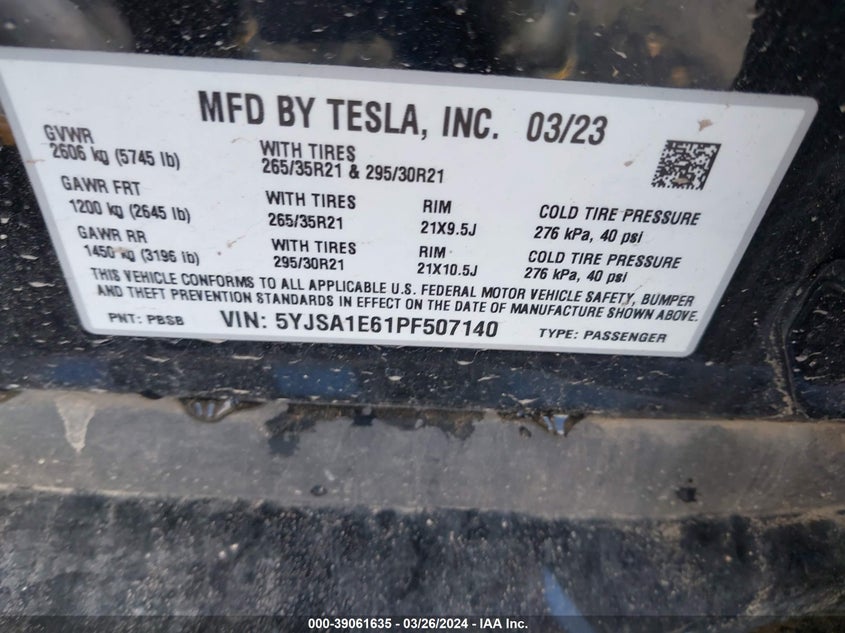 MFD BY TESLA, INC. 03/23
GVWR
2606 kg (5745 lb)
WITH TIRES
265/35R21 & 295/30R21
GAWR FRT
1200 kg (2645 lb)
WITH TIRES
265/35R21
RIM
21X9.5J
COLD TIRE PRESSURE
276 kPa, 40 psi
GAWR RR
1450 kg (3196 lb)
WITH TIRES
295/30R21
RIM
21X10.5J
COLD TIRE PRESSURE
276 kPa, 40 psi
THIS VEHICLE CONFORMS TO ALL APPLICABLE U.S. FEDERAL MOTOR VEHICLE SAFETY, BUMPER
AND THEFT PREVENTION STANDARDS IN EFFECT ON THE DATE OF MANUFACTURE SHOWN ABOVE.
PNT: PBSB VIN: 5YJSA1E61PF507140 TYPE: PASSENGER
000-39061635 - 03/26/2024 - IAA Inc.